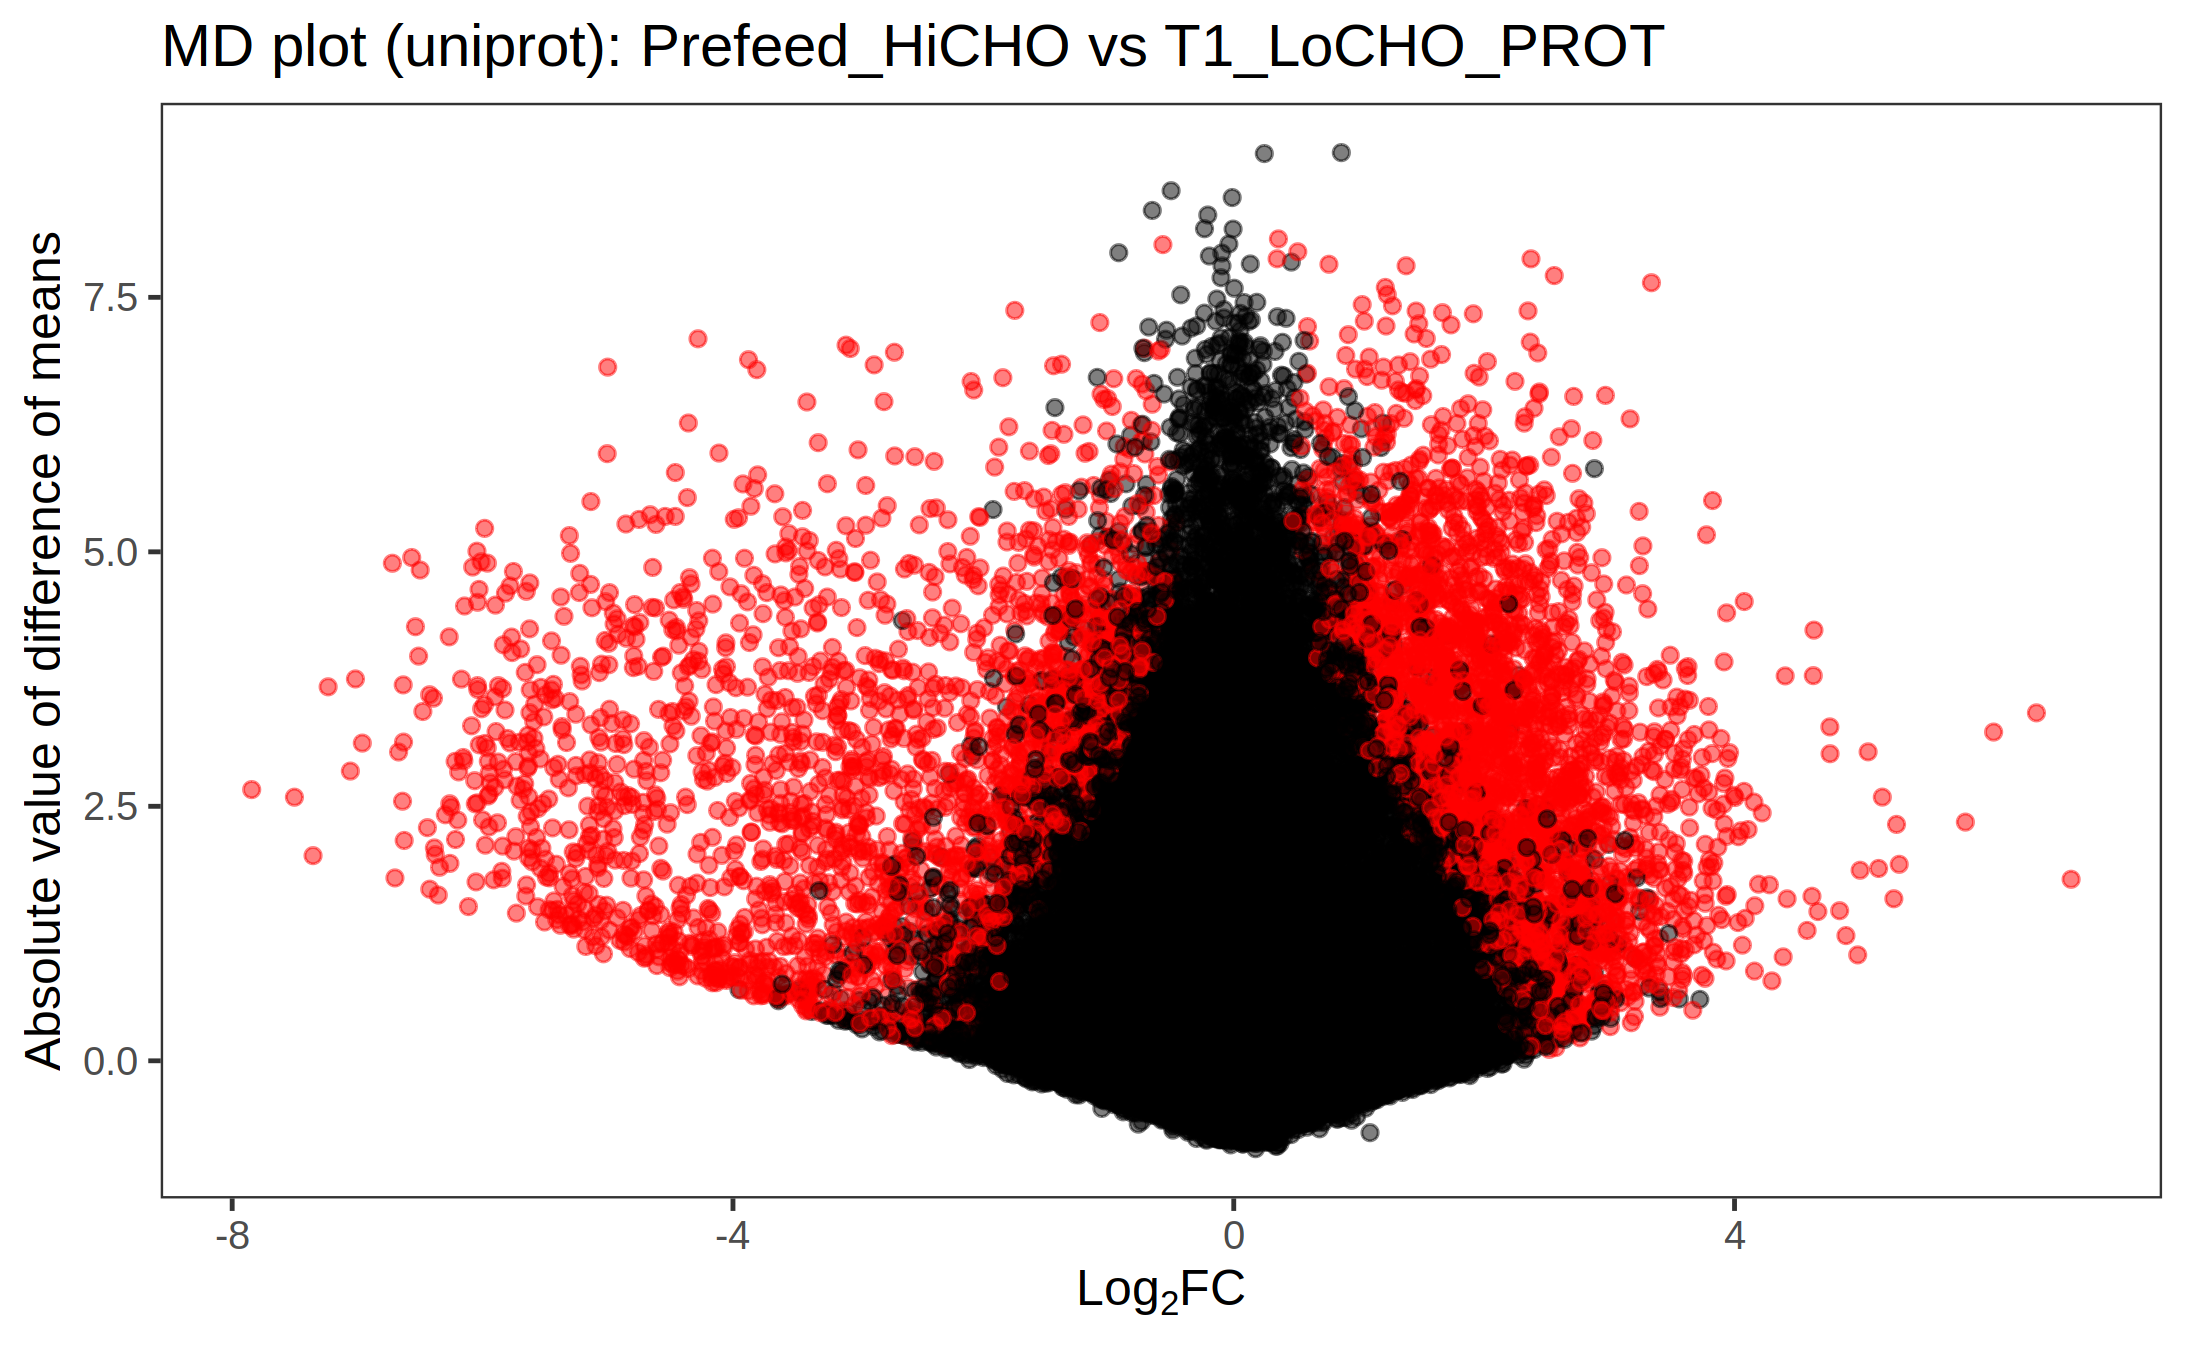 MD plot (uniprot): Prefeed_HiCHO vs T1_LoCHO_PROT
Absolute value of difference of means
7.5
5.0
2.5
0.0
-8 -4 0 4
Log₂FC